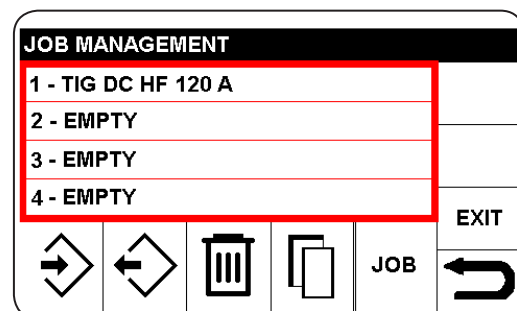 JOB MANAGEMENT
1 - TIG DC HF 120 A
2 - EMPTY
3 - EMPTY
4 - EMPTY
EXIT
JOB